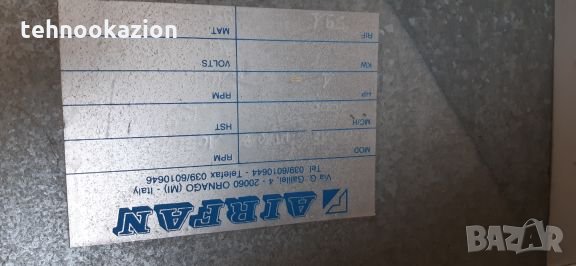 tehnookazion
AIRFAN
Via G. Galilei, 4 - 20060 ORNAGO (MI) - Italy
Tel. 039/6010644 - Telefax 039/6010646
MOD RPM
MC/H HST
HP RPM
KW VOLTS
RIF MAT.
BAZAR